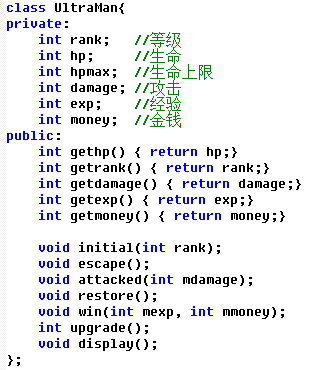 class UltraMan{
private:
    int rank;   //等级
    int hp;     //生命
    int hpmax;  //生命上限
    int damage; //攻击
    int exp;    //经验
    int money;  //金钱
public:
    int gethp() { return hp;}
    int getrank() { return rank;}
    int getdamage() { return damage;}
    int getexp() { return exp;}
    int getmoney() { return money;}

    void initial(int rank);
    void escape();
    void attacked(int mdamage);
    void restore();
    void win(int mexp, int mmoney);
    int upgrade();
    void display();
};